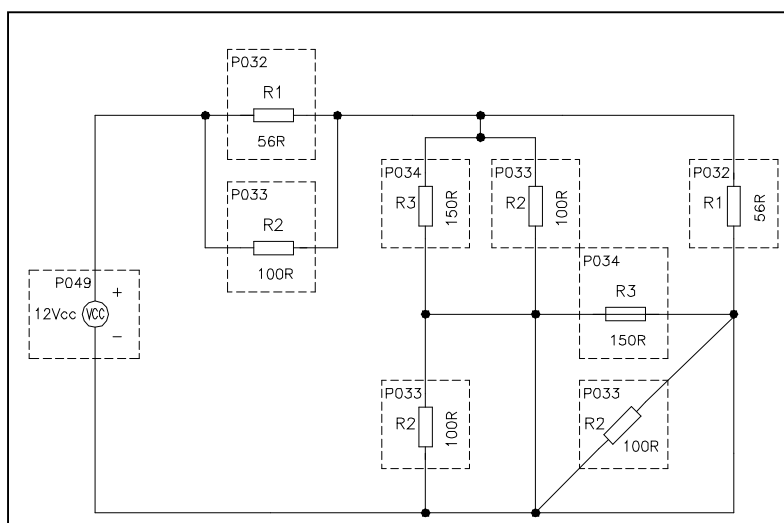 P032
R1
56R
P033
R2
100R
P034
R3
150R
P033
R2
100R
P032
R1
56R
P034
R3
150R
P049
+
12Vcc
VCC
-
P033
R2
100R
P033
R2
100R